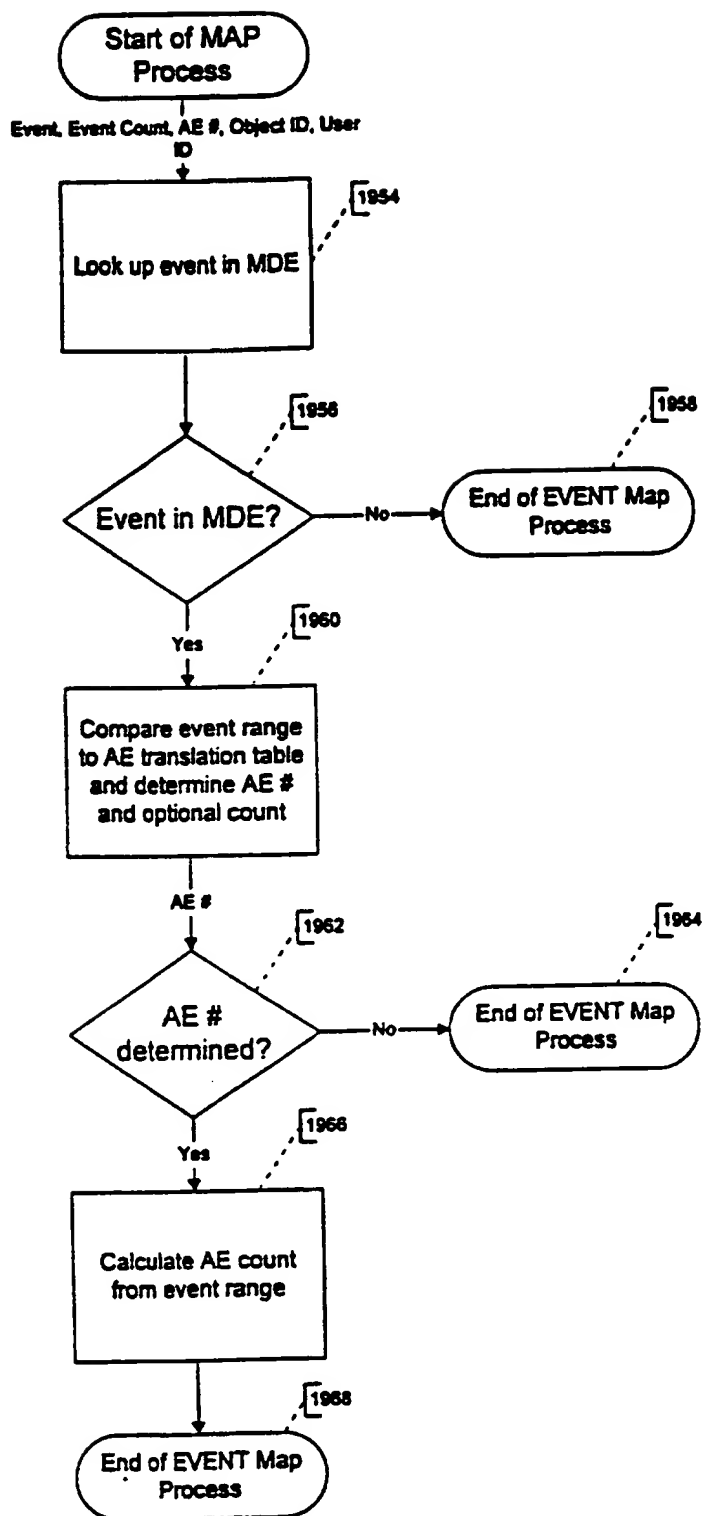 Start of MAP
Process
Event, Event Count, AE #, Object ID, User
ID
1954
Look up event in MDE
1956
1958
Event in MDE?
No
End of EVENT Map
Process
1960
Yes
Compare event range
to AE translation table
and determine AE #
and optional count
AE #
1962
1964
AE #
determined?
No
End of EVENT Map
Process
1966
Yes
Calculate AE count
from event range
1968
End of EVENT Map
Process